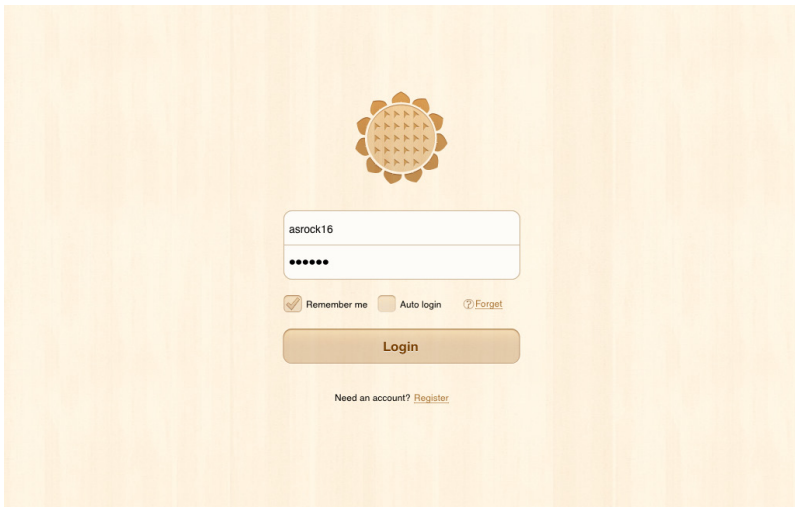 asrock16
••••••
Remember me Auto login ?Forget
Login
Need an account? Register